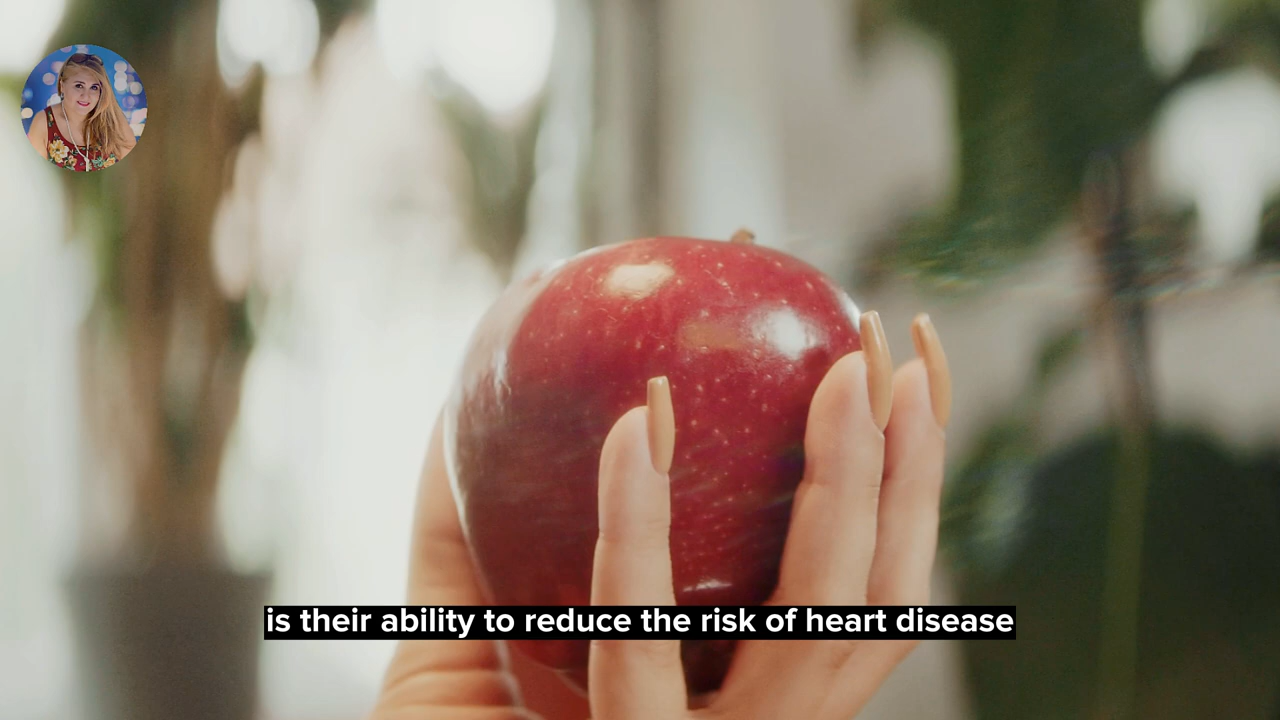 is their ability to reduce the risk of heart disease